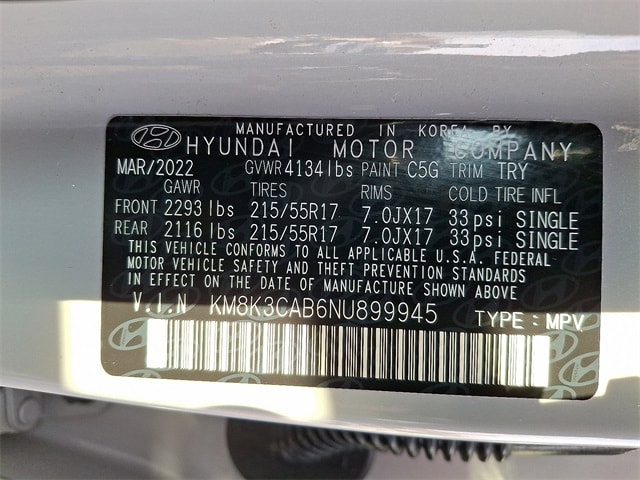 MANUFACTURED IN KOREA BY
HYUNDAI MOTOR COMPANY
MAR/2022 GVWR 4134 lbs PAINT C5G TRIM TRY
GAWR TIRES RIMS COLD TIRE INFL
FRONT 2293 lbs 215/55R17 7.0JX17 33 psi SINGLE
REAR 2116 lbs 215/55R17 7.0JX17 33 psi SINGLE
THIS VEHICLE CONFORMS TO ALL APPLICABLE U.S.A. FEDERAL
MOTOR VEHICLE SAFETY AND THEFT PREVENTION STANDARDS
IN EFFECT ON THE DATE OF MANUFACTURE SHOWN ABOVE
V.I.N KM8K3CAB6NU899945 TYPE : MPV